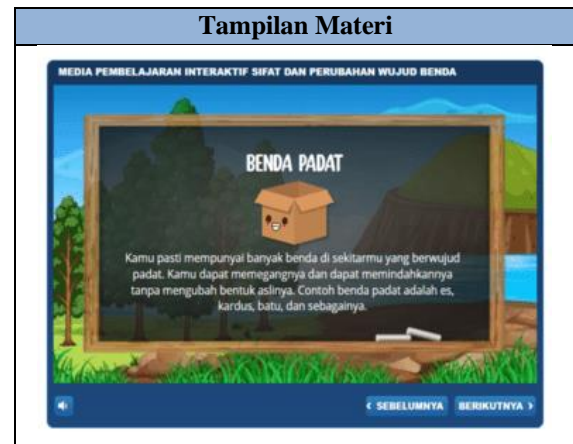 Tampilan Materi
MEDIA PEMBELAJARAN INTERAKTIF SIFAT DAN PERUBAHAN WUJUD BENDA
BENDA PADAT
Kamu pasti mempunyai banyak benda di sekitarmu yang berwujud
padat. Kamu dapat memegangnya dan dapat memindahkannya
tanpa mengubah bentuk aslinya. Contoh benda padat adalah es,
kardus, batu, dan sebagainya.
< SEBELUMNYA BERIKUTNYA >